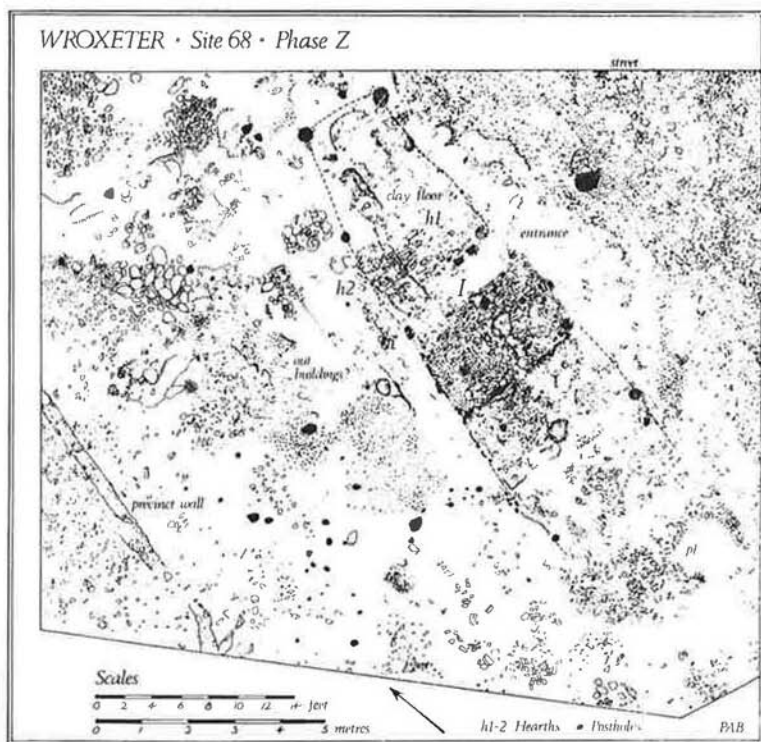 WROXETER · Site 68 · Phase Z
street
clay floor
h1
entrance
h2
I
out
buildings?
precinct wall
pl
Scales
0 2 4 6 8 10 12 14 feet
0 1 2 3 4 5 metres
h1-2 Hearths • Postholes
PAB